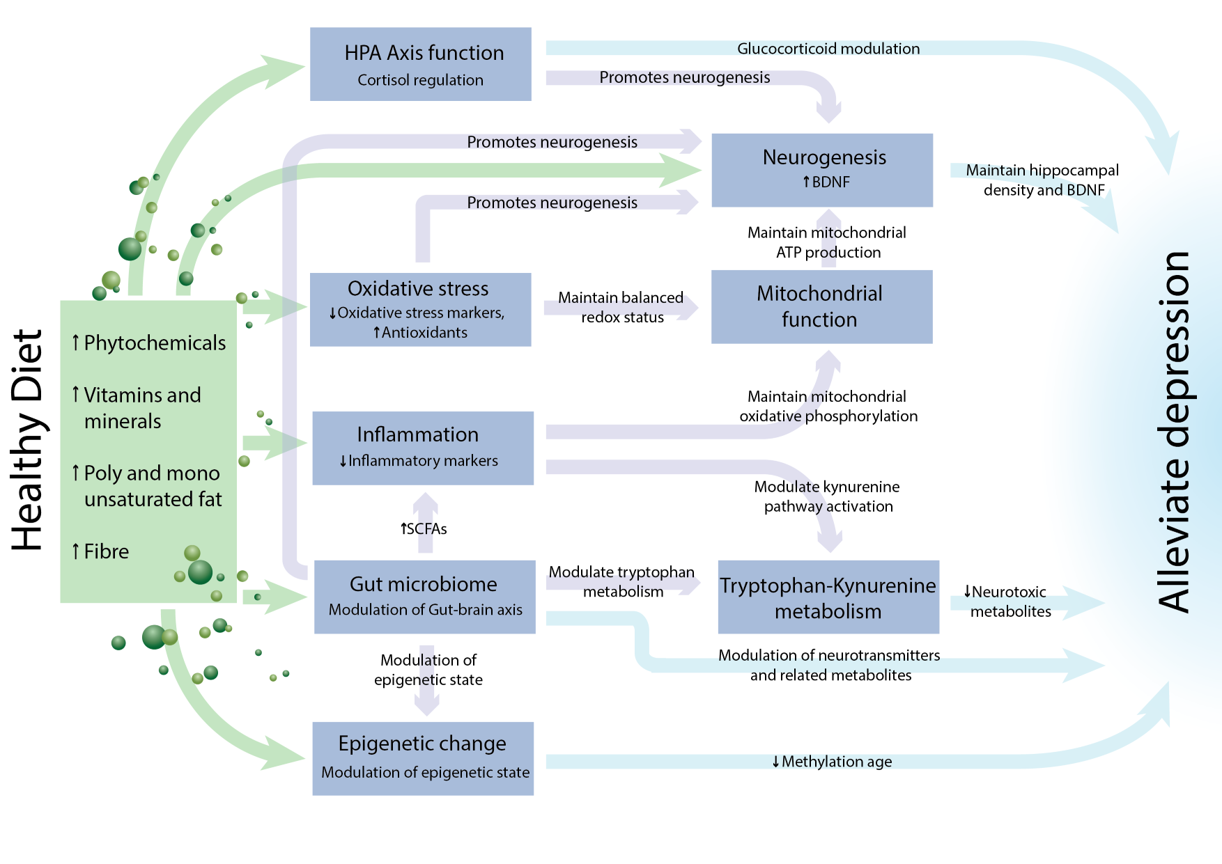 Healthy Diet
↑Phytochemicals
↑Vitamins and
minerals
↑Poly and mono
unsaturated fat
↑Fibre
HPA Axis function
Cortisol regulation
Glucocorticoid modulation
Promotes neurogenesis
Promotes neurogenesis
Promotes neurogenesis
Neurogenesis
↑BDNF
Maintain hippocampal
density and BDNF
Maintain mitochondrial
ATP production
Oxidative stress
↓Oxidative stress markers,
↑Antioxidants
Maintain balanced
redox status
Mitochondrial
function
Maintain mitochondrial
oxidative phosphorylation
Inflammation
↓Inflammatory markers
Modulate kynurenine
pathway activation
↑SCFAs
Gut microbiome
Modulation of Gut-brain axis
Modulate tryptophan
metabolism
Tryptophan-Kynurenine
metabolism
↓Neurotoxic
metabolites
Modulation of neurotransmitters
and related metabolites
Modulation of
epigenetic state
Epigenetic change
Modulation of epigenetic state
↓Methylation age
Alleviate depression